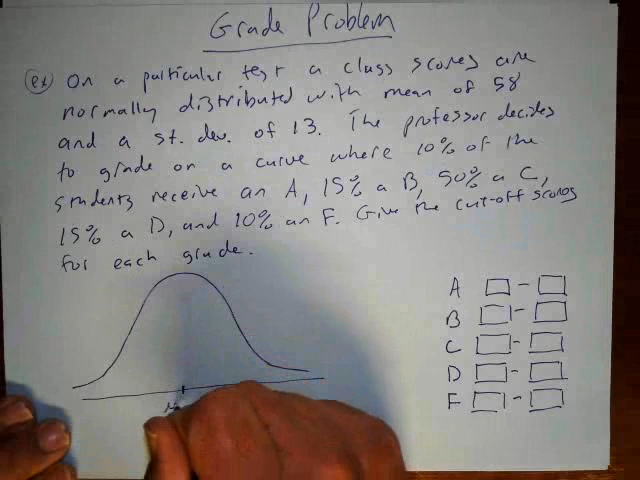 Grade Problem
ex On a particular test a class scores are
normally distributed with mean of 58
and a st. dev. of 13. The professor decides
to grade on a curve where 10% of the
students receive an A, 15% a B, 50% a C,
15% a D, and 10% an F. Give the cut-off scores
for each grade.
A -
B -
C -
D -
F -